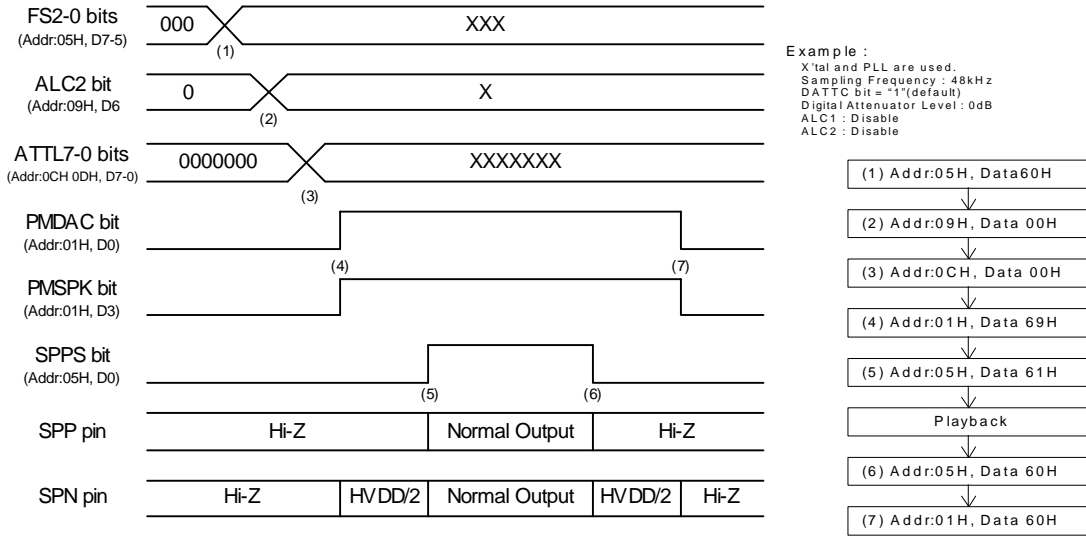 FS2-0 bits
(Addr:05H, D7-5)
000
XXX
(1)
ALC2 bit
(Addr:09H, D6
0
X
(2)
ATTL7-0 bits
(Addr:0CH 0DH, D7-0)
0000000
XXXXXXX
(3)
PMDAC bit
(Addr:01H, D0)
(4)
(7)
PMSPK bit
(Addr:01H, D3)
SPPS bit
(Addr:05H, D0)
(5)
(6)
SPP pin
Hi-Z
Normal Output
Hi-Z
SPN pin
Hi-Z
HVDD/2
Normal Output
HVDD/2
Hi-Z
Example :
X'tal and PLL are used.
Sampling Frequency : 48kHz
DATTC bit = "1"(default)
Digital Attenuator Level : 0dB
ALC1 : Disable
ALC2 : Disable
(1) Addr:05H, Data60H
(2) Addr:09H, Data 00H
(3) Addr:0CH, Data 00H
(4) Addr:01H, Data 69H
(5) Addr:05H, Data 61H
Playback
(6) Addr:05H, Data 60H
(7) Addr:01H, Data 60H